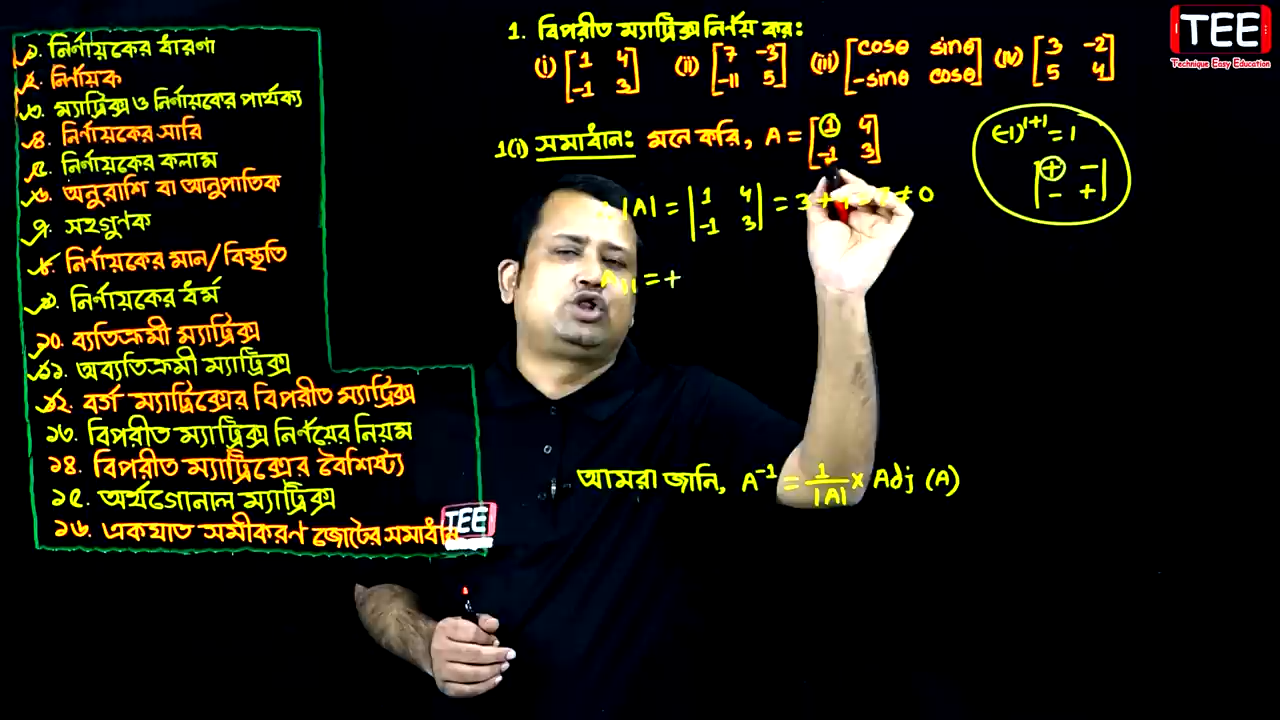 ১. নির্ণায়কের ধারণা
২. নির্ণায়ক
৩. ম্যাট্রিক্স ও নির্ণায়কের পার্থক্য
৪. নির্ণায়কের সারি
৫. নির্ণায়কের কলাম
৬. অনুরাশি বা আনুপাতিক
৭. সহগুণক
৮. নির্ণায়কের মান/বিস্তৃতি
৯. নির্ণায়কের ধর্ম
১০. ব্যতিক্রমী ম্যাট্রিক্স
১১. অব্যতিক্রমী ম্যাট্রিক্স
১২. বর্গ ম্যাট্রিক্সের বিপরীত ম্যাট্রিক্স
১৩. বিপরীত ম্যাট্রিক্স নির্ণয়ের নিয়ম
১৪. বিপরীত ম্যাট্রিক্সের বৈশিষ্ট্য
১৫. অর্থগোনাল ম্যাট্রিক্স
১৬. একঘাত সমীকরণ জোটের সমাধান
1. বিপরীত ম্যাট্রিক্স নির্ণয় কর:
(i) [1 4 (ii) [7 -3 (iii) [cosθ sinθ (iv) [3 -2
-1 3] -11 5] -sinθ cosθ] 5 4]
1(i) সমাধান: মনে করি, A = [1 4
-1 3]
|A| = |1 4 = 3+ ≠ 0
-1 3|
A11 = +
(-1)^1+1 = 1
|+ -
- +|
আমরা জানি, A^-1 = 1/|A| × Adj (A)
TEE
Technique Easy Education
TEE